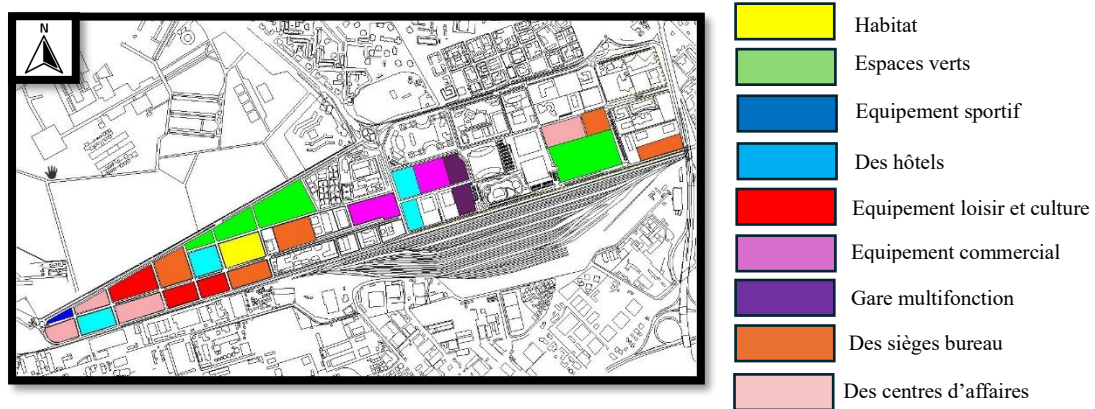 N
Habitat
Espaces verts
Equipement sportif
Des hôtels
Equipement loisir et culture
Equipement commercial
Gare multifonction
Des sièges bureau
Des centres d’affaires